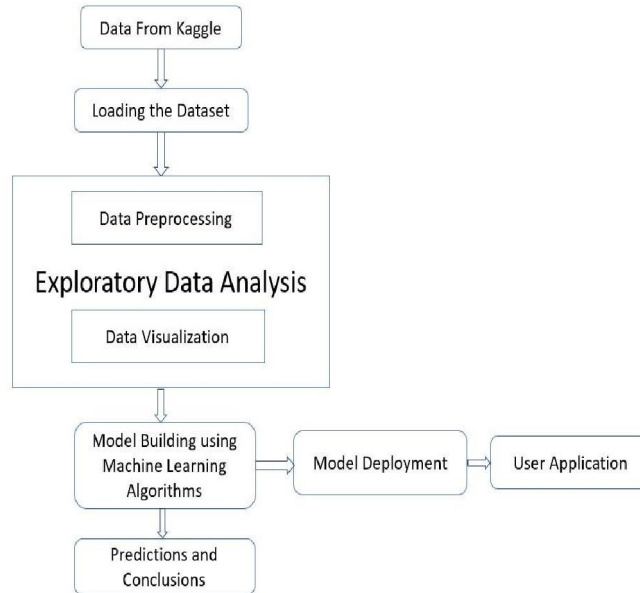 Data From Kaggle
Loading the Dataset
Data Preprocessing
Exploratory Data Analysis
Data Visualization
Model Building using
Machine Learning
Algorithms
Model Deployment
User Application
Predictions and
Conclusions